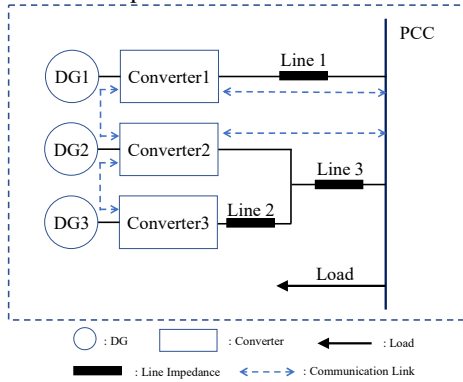 PCC
Line 1
DG1
Converter1
DG2
Converter2
Line 3
DG3
Converter3
Line 2
Load
: DG
: Converter
: Load
: Line Impedance
: Communication Link